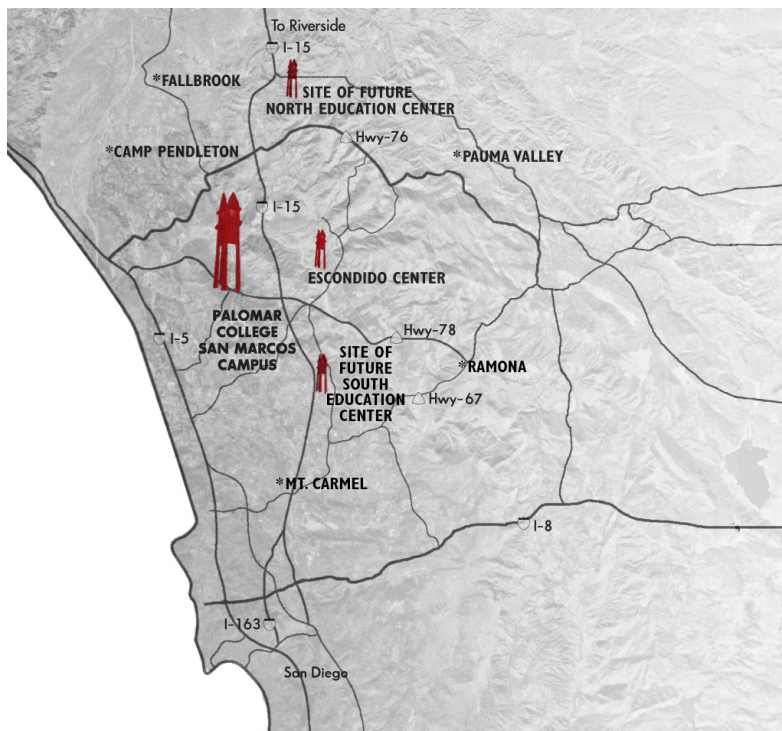 To Riverside
I-15
*FALLBROOK
SITE OF FUTURE
NORTH EDUCATION CENTER
Hwy-76
*CAMP PENDLETON
*PAUMA VALLEY
I-15
ESCONDIDO CENTER
PALOMAR
COLLEGE
SAN MARCOS
CAMPUS
I-5
Hwy-78
SITE OF
FUTURE
SOUTH
EDUCATION
CENTER
*RAMONA
Hwy-67
*MT. CARMEL
I-8
I-163
San Diego